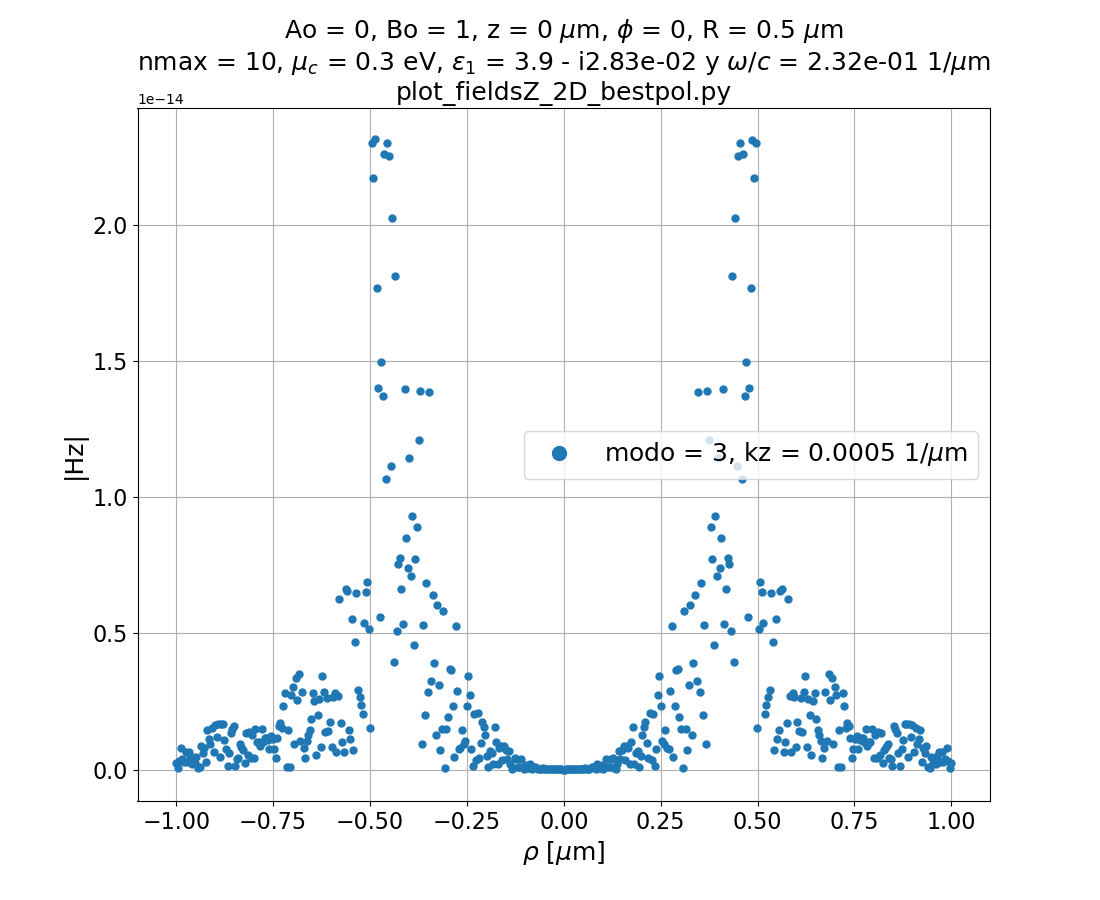 Ao = 0, Bo = 1, z = 0 μm, ϕ = 0, R = 0.5 μm
nmax = 10, μc = 0.3 eV, ε1 = 3.9 - i2.83e-02 y ω/c = 2.32e-01 1/μm
plot_fieldsZ_2D_bestpol.py
1e−14
2.0
1.5
1.0
0.5
0.0
|Hz|
modo = 3, kz = 0.0005 1/μm
−1.00 −0.75 −0.50 −0.25 0.00 0.25 0.50 0.75 1.00
ρ [μm]